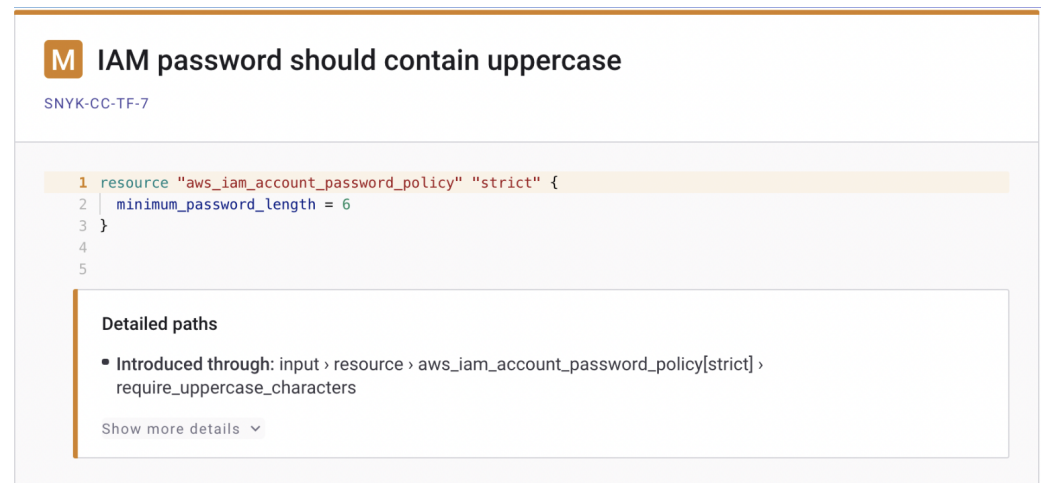 M IAM password should contain uppercase
SNYK-CC-TF-7
1 resource "aws_iam_account_password_policy" "strict" {
2 minimum_password_length = 6
3 }
4
5
Detailed paths
• Introduced through: input › resource › aws_iam_account_password_policy[strict] ›
require_uppercase_characters
Show more details